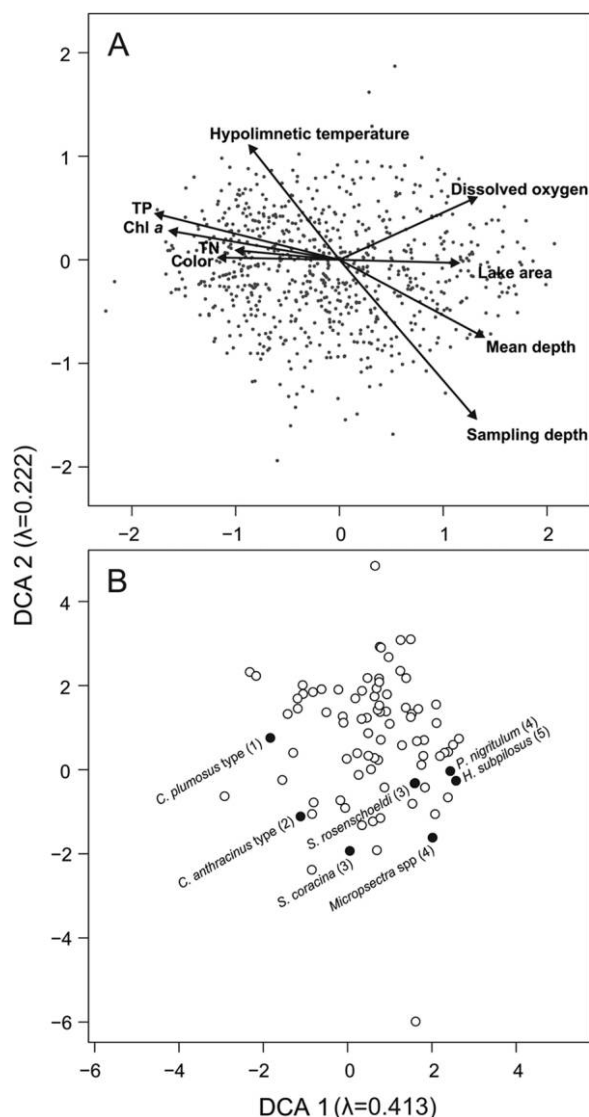 A
2
1
0
−1
−2
Hypolimnetic temperature
Dissolved oxygen
TP
Chl a
TN
Color
Lake area
Mean depth
Sampling depth
−2 −1 0 1 2
DCA 2 (λ=0.222)
B
4
2
0
−2
−4
−6
C. plumosus type (1)
C. anthracinus type (2)
S. rosenschoeldi (3)
S. coracina (3)
Micropsectra spp (4)
P. nigritulum (4)
H. subpilosus (5)
−6 −4 −2 0 2 4
DCA 1 (λ=0.413)